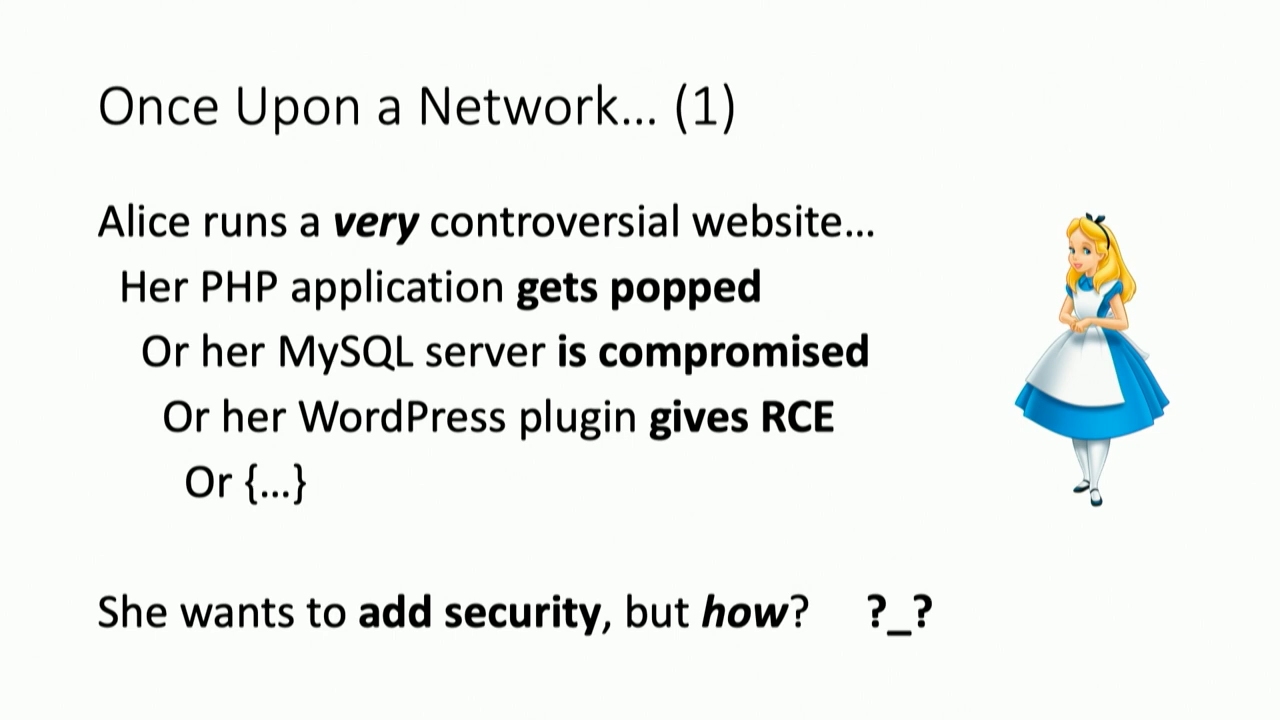 Once Upon a Network... (1)
Alice runs a very controversial website...
Her PHP application gets popped
Or her MySQL server is compromised
Or her WordPress plugin gives RCE
Or {...}
She wants to add security, but how? ?_?